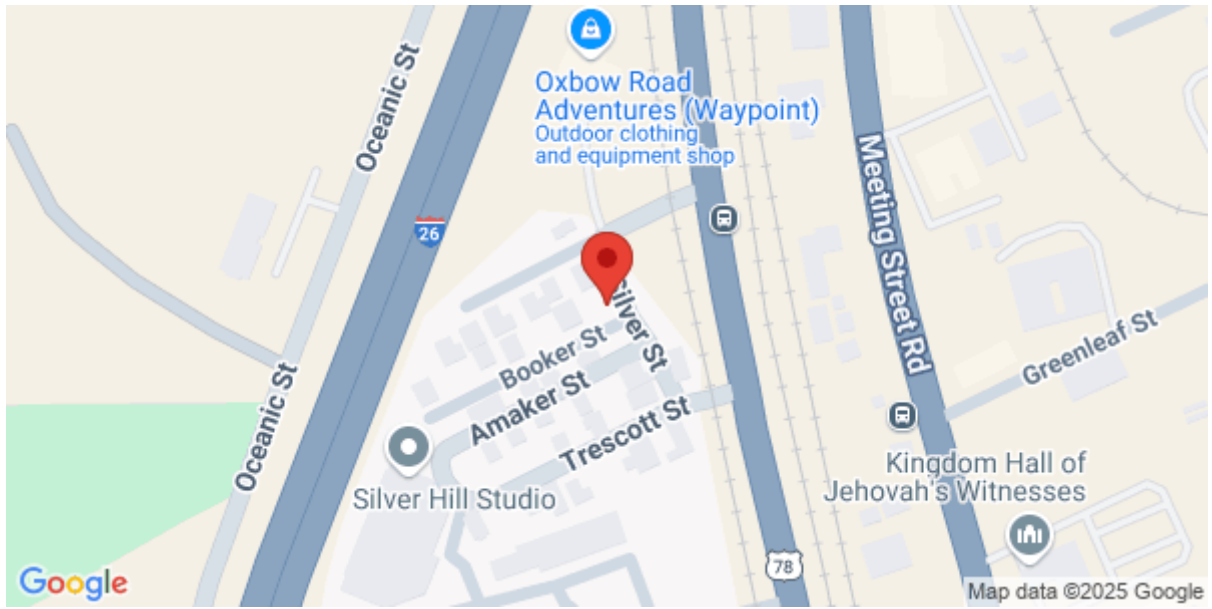 Oceanic St
Oxbow Road
Adventures (Waypoint)
Outdoor clothing
and equipment shop
26
Meeting Street Rd
Silver St
Booker St
Greenleaf St
Amaker St
Oceanic St
Trescott St
Silver Hill Studio
Kingdom Hall of
Jehovah's Witnesses
78
Google
Map data ©2025 Google